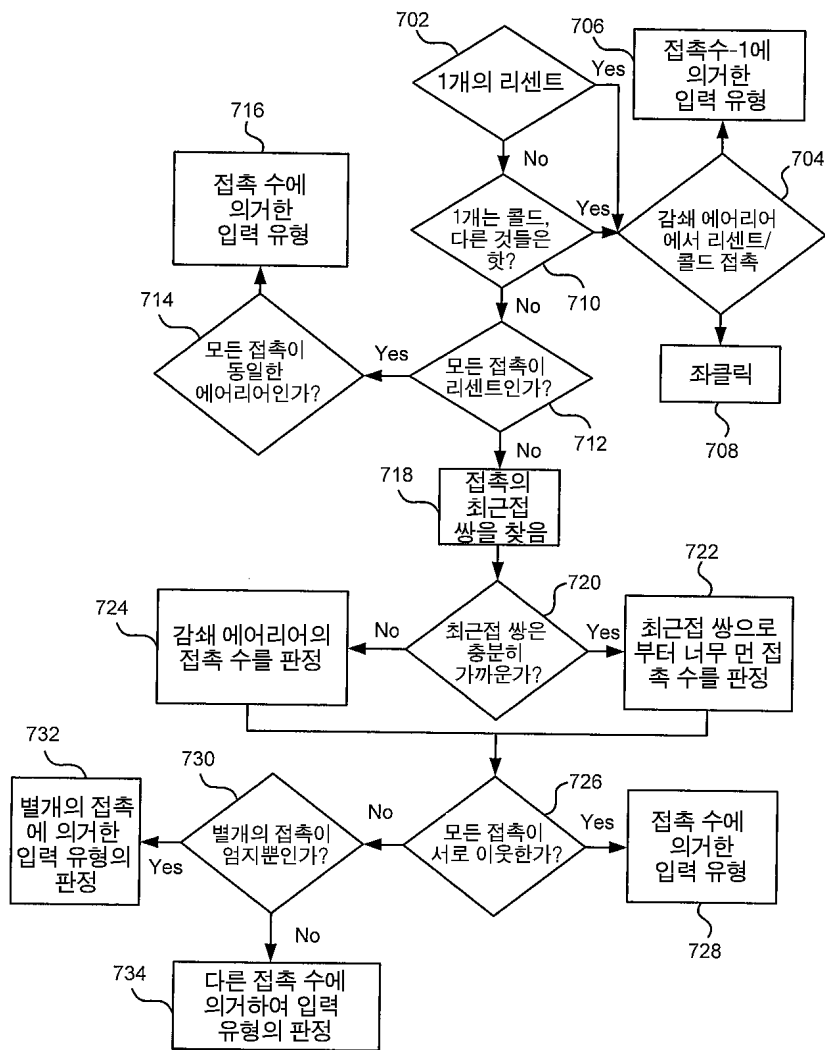 702
1개의 리센트
Yes
706
접촉수-1에
의거한
입력 유형
No
716
접촉 수에
의거한
입력 유형
1개는 콜드,
다른 것들은
핫?
Yes
710
704
감쇄 에어리어
에서 리센트/
콜드 접촉
No
714
모든 접촉이
동일한
에어리어인가?
Yes
모든 접촉이
리센트인가?
712
좌클릭
708
No
718
접촉의
최근접
쌍을 찾음
720
최근접 쌍은
충분히
가까운가?
No
Yes
724
감쇄 에어리어의
접촉 수를 판정
722
최근접 쌍으로
부터 너무 먼 접
촉 수를 판정
726
모든 접촉이
서로 이웃한가?
No
Yes
접촉 수에
의거한
입력 유형
728
730
별개의 접촉이
엄지뿐인가?
732
별개의 접촉
에 의거한
입력 유형의
판정
Yes
No
734
다른 접촉 수에
의거하여 입력
유형의 판정